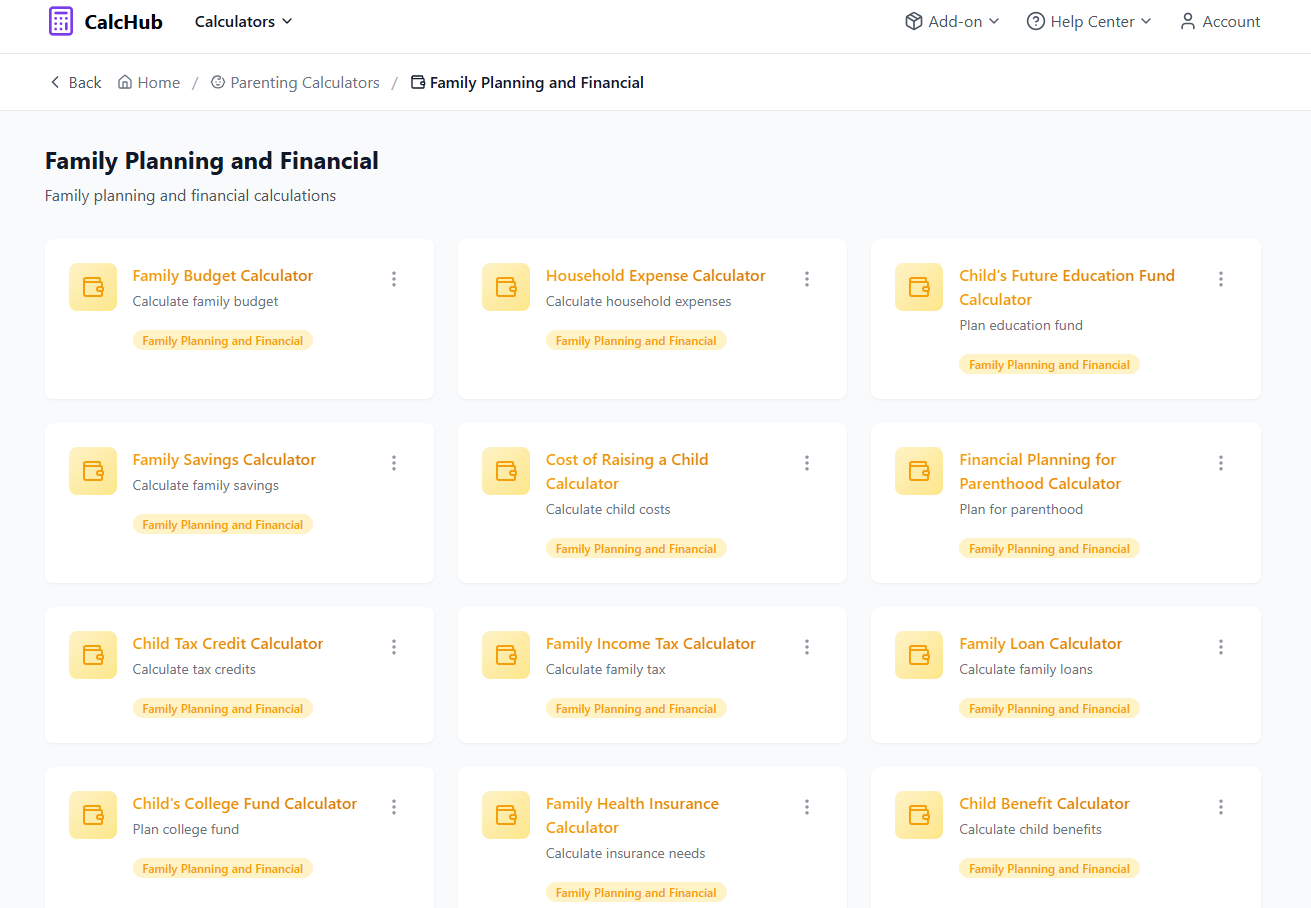 CalcHub
Calculators
Add-on
Help Center
Account
Back
Home
/
Parenting Calculators
/
Family Planning and Financial
Family Planning and Financial
Family planning and financial calculations
Family Budget Calculator
Calculate family budget
Family Planning and Financial
Household Expense Calculator
Calculate household expenses
Family Planning and Financial
Child's Future Education Fund
Calculator
Plan education fund
Family Planning and Financial
Family Savings Calculator
Calculate family savings
Family Planning and Financial
Cost of Raising a Child
Calculator
Calculate child costs
Family Planning and Financial
Financial Planning for
Parenthood Calculator
Plan for parenthood
Family Planning and Financial
Child Tax Credit Calculator
Calculate tax credits
Family Planning and Financial
Family Income Tax Calculator
Calculate family tax
Family Planning and Financial
Family Loan Calculator
Calculate family loans
Family Planning and Financial
Child's College Fund Calculator
Plan college fund
Family Planning and Financial
Family Health Insurance
Calculator
Calculate insurance needs
Family Planning and Financial
Child Benefit Calculator
Calculate child benefits
Family Planning and Financial